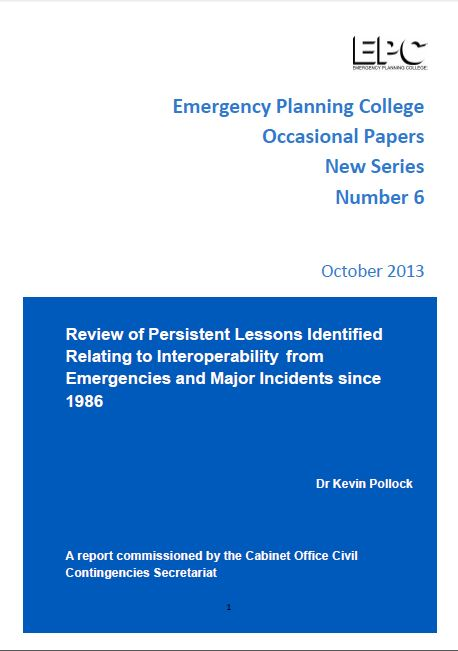 EPC
EMERGENCY PLANNING COLLEGE
Emergency Planning College
Occasional Papers
New Series
Number 6
October 2013
Review of Persistent Lessons Identified
Relating to Interoperability from
Emergencies and Major Incidents since
1986
Dr Kevin Pollock
A report commissioned by the Cabinet Office Civil
Contingencies Secretariat
1